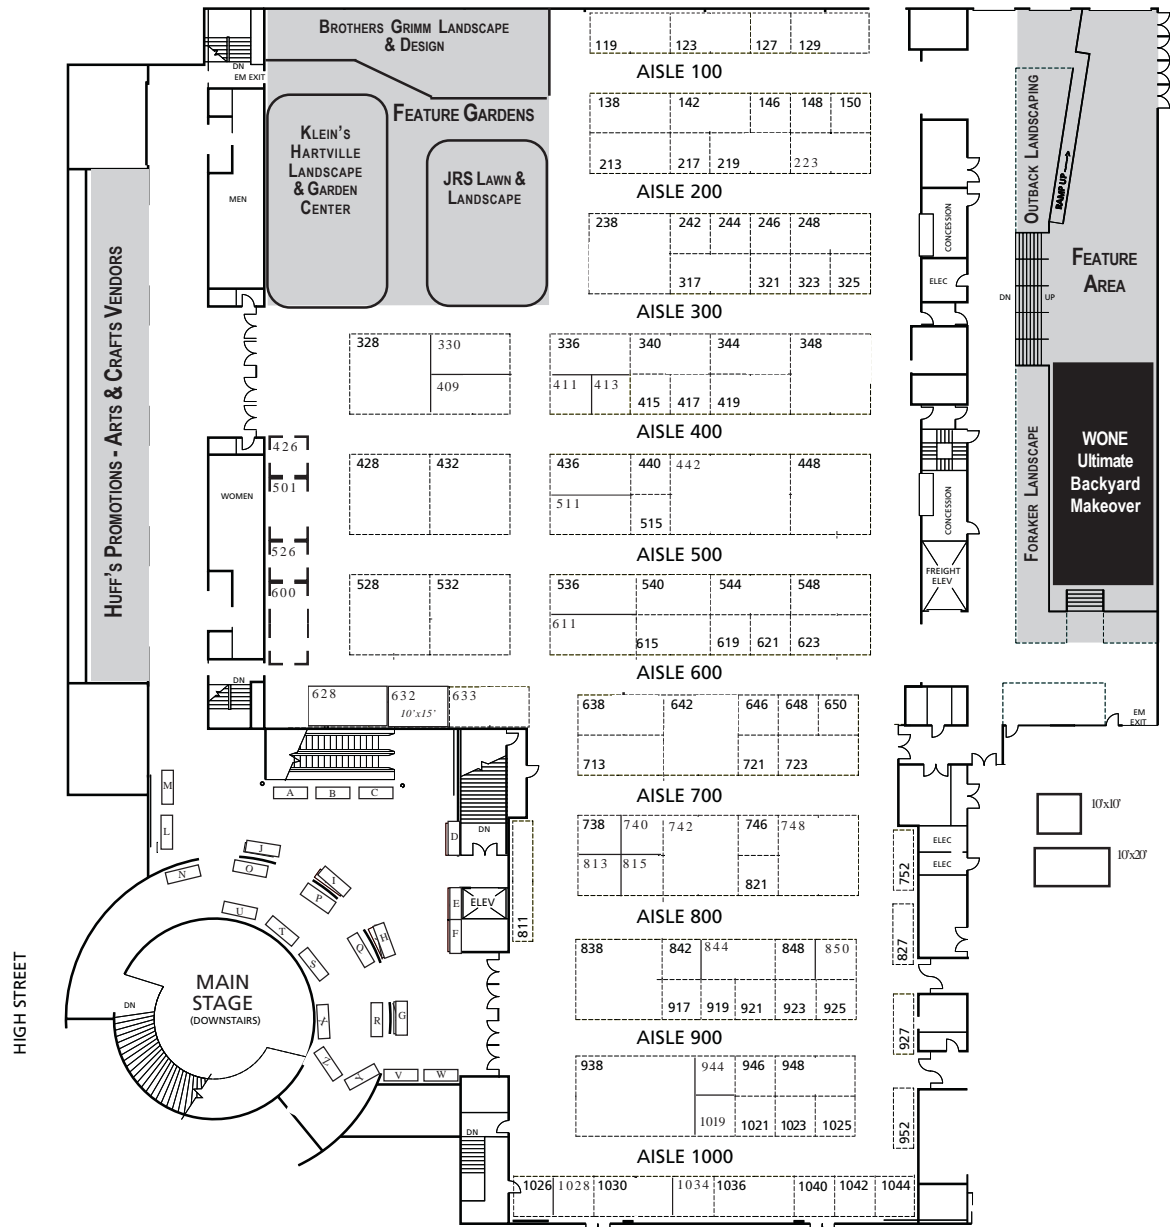 BROTHERS GRIMM LANDSCAPE
& DESIGN
119 123 127 129
AISLE 100
DN
EM EXIT
FEATURE GARDENS
KLEIN'S
HARTVILLE
LANDSCAPE
& GARDEN
CENTER
JRS LAWN &
LANDSCAPE
138 142 146 148 150
213 217 219 223
AISLE 200
MEN
238 242 244 246 248
317 321 323 325
AISLE 300
328 330 336 340 344 348
409 411 413 415 417 419
AISLE 400
426
501
428 432 436 440 442 448
511 515
WOMEN
AISLE 500
526
600
528 532 536 540 544 548
611 615 619 621 623
AISLE 600
DN
628 632 633
10'x15'
638 642 646 648 650
713 721 723
AISLE 700
738 740 742 746 748
813 815 821
811
752
AISLE 800
838 842 844 848 850
917 919 921 923 925
827
AISLE 900
927
938 944 946 948
1019 1021 1023 1025
952
AISLE 1000
1026 1028 1030 1034 1036 1040 1042 1044
HUFF'S PROMOTIONS - ARTS & CRAFTS VENDORS
CONCESSION
ELEC
CONCESSION
FREIGHT
ELEV
OUTBACK LANDSCAPING
RAMP UP
FEATURE
AREA
DN UP
FORAKER LANDSCAPE
WONE
Ultimate
Backyard
Makeover
EM
EXIT
10'x10'
10'x20'
ELEC
ELEC
M
L
A B C
D
DN
E
ELEV
F
N
J
O
I
P
U
T
S
Q
H
X
R
G
Z
Y
V
W
MAIN
STAGE
(DOWNSTAIRS)
DN
DN
HIGH STREET